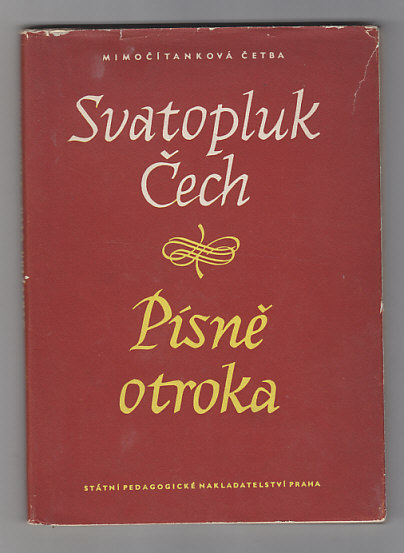 MIMOČÍTANKOVÁ ČETBA
Svatopluk
Čech
Písně
otroka
STÁTNÍ PEDAGOGICKÉ NAKLADATELSTVÍ PRAHA